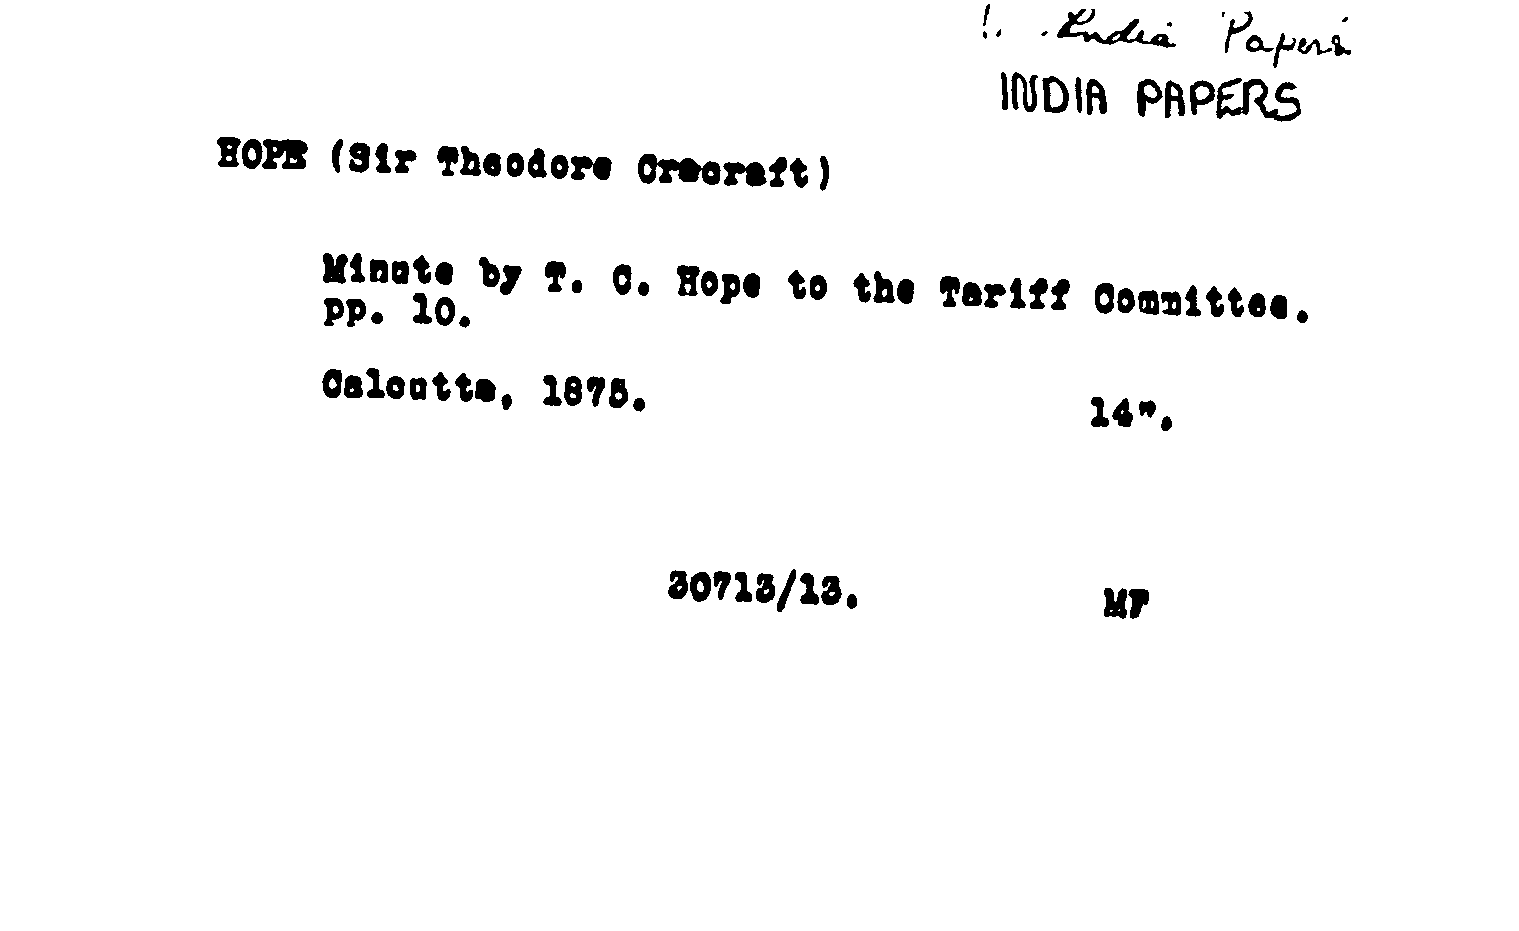 India Papers
INDIA PAPERS
HOPE (Sir Theodore Cracraft)
Minute by T. C. Hope to the Tariff Committee.
pp. 10.
Calcutta, 1875.
14".
30713/13.
MF